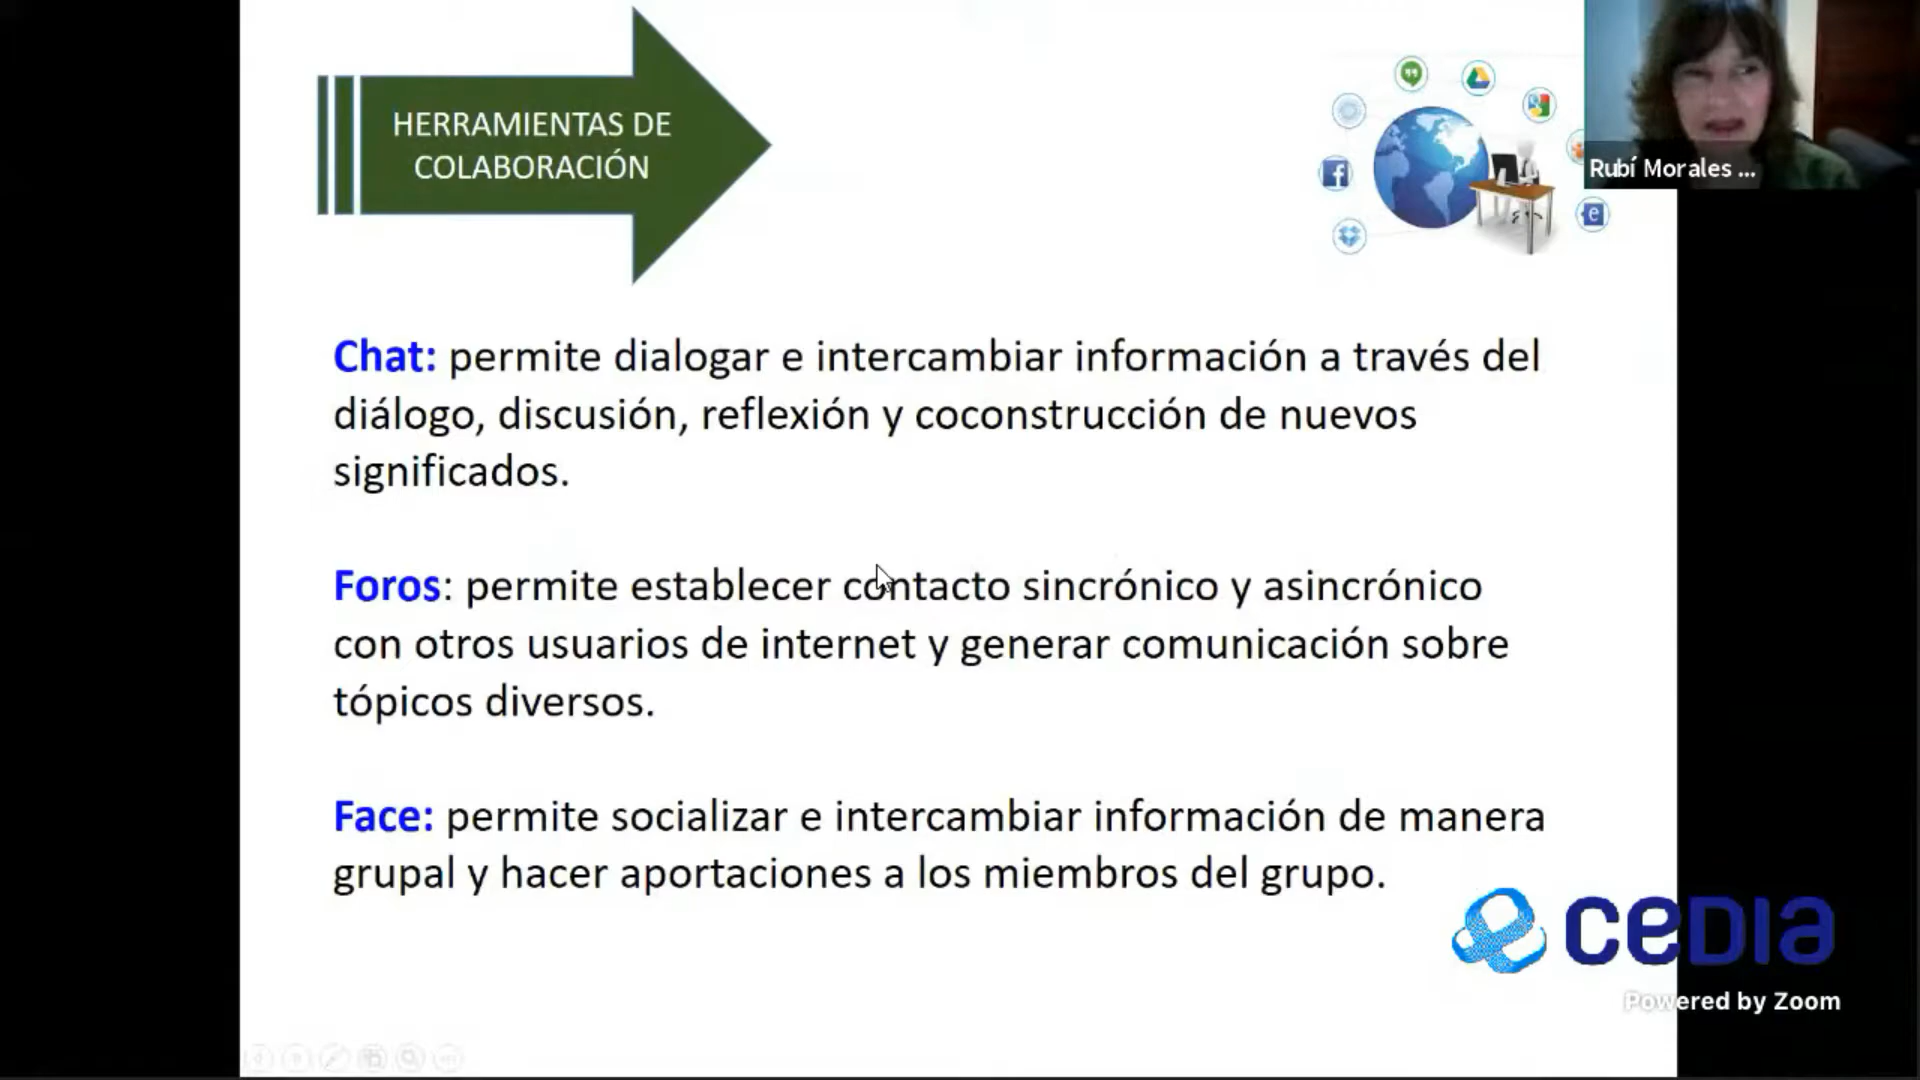 HERRAMIENTAS DE
COLABORACIÓN
Rubí Morales ...
Chat: permite dialogar e intercambiar información a través del
diálogo, discusión, reflexión y coconstrucción de nuevos
significados.
Foros: permite establecer contacto sincrónico y asincrónico
con otros usuarios de internet y generar comunicación sobre
tópicos diversos.
Face: permite socializar e intercambiar información de manera
grupal y hacer aportaciones a los miembros del grupo.
cedia
Powered by Zoom